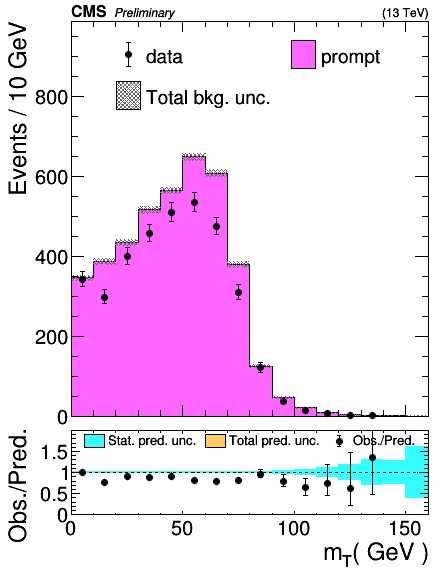 CMS Preliminary (13 TeV)
data prompt
Total bkg. unc.
Events / 10 GeV
800
600
400
200
0
Stat. pred. unc. Total pred. unc. Obs./Pred.
Obs./Pred.
1.5
1
0.5
0
0 50 100 150
m_T( GeV )